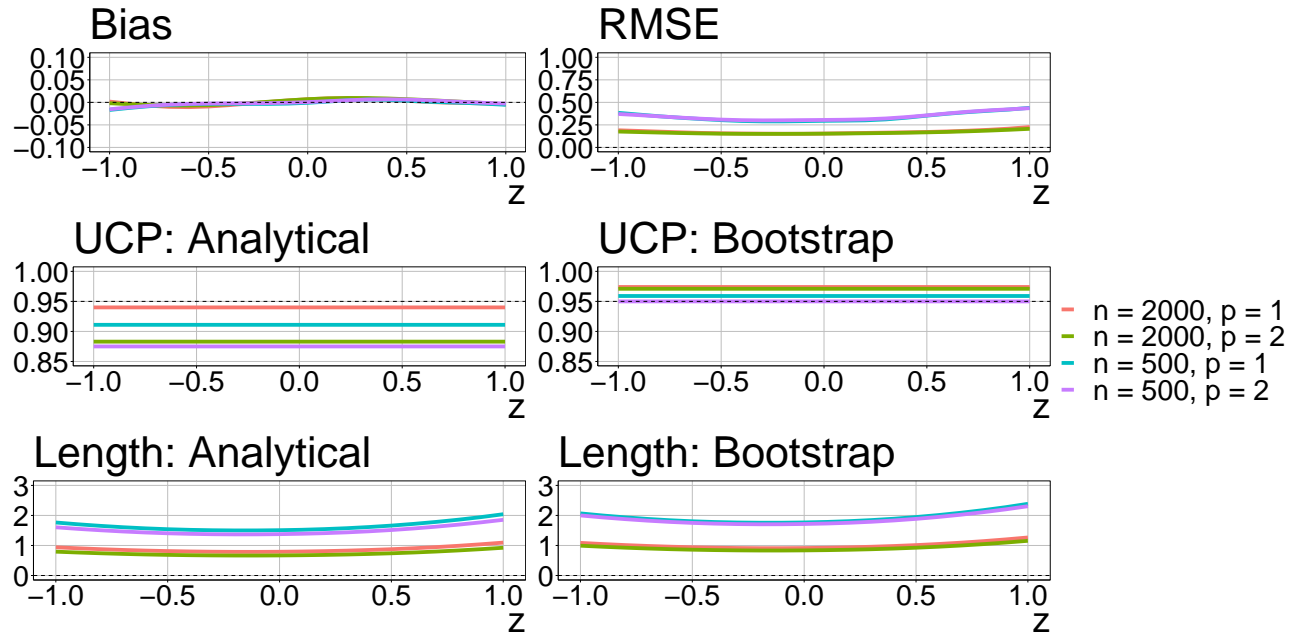 Bias
0.10
0.05
0.00
−0.05
−0.10
−1.0 −0.5 0.0 0.5 1.0
z
RMSE
1.00
0.75
0.50
0.25
0.00
−1.0 −0.5 0.0 0.5 1.0
z
UCP: Analytical
1.00
0.95
0.90
0.85
−1.0 −0.5 0.0 0.5 1.0
z
UCP: Bootstrap
1.00
0.95
0.90
0.85
−1.0 −0.5 0.0 0.5 1.0
z
n = 2000, p = 1
n = 2000, p = 2
n = 500, p = 1
n = 500, p = 2
Length: Analytical
3
2
1
0
−1.0 −0.5 0.0 0.5 1.0
z
Length: Bootstrap
3
2
1
0
−1.0 −0.5 0.0 0.5 1.0
z